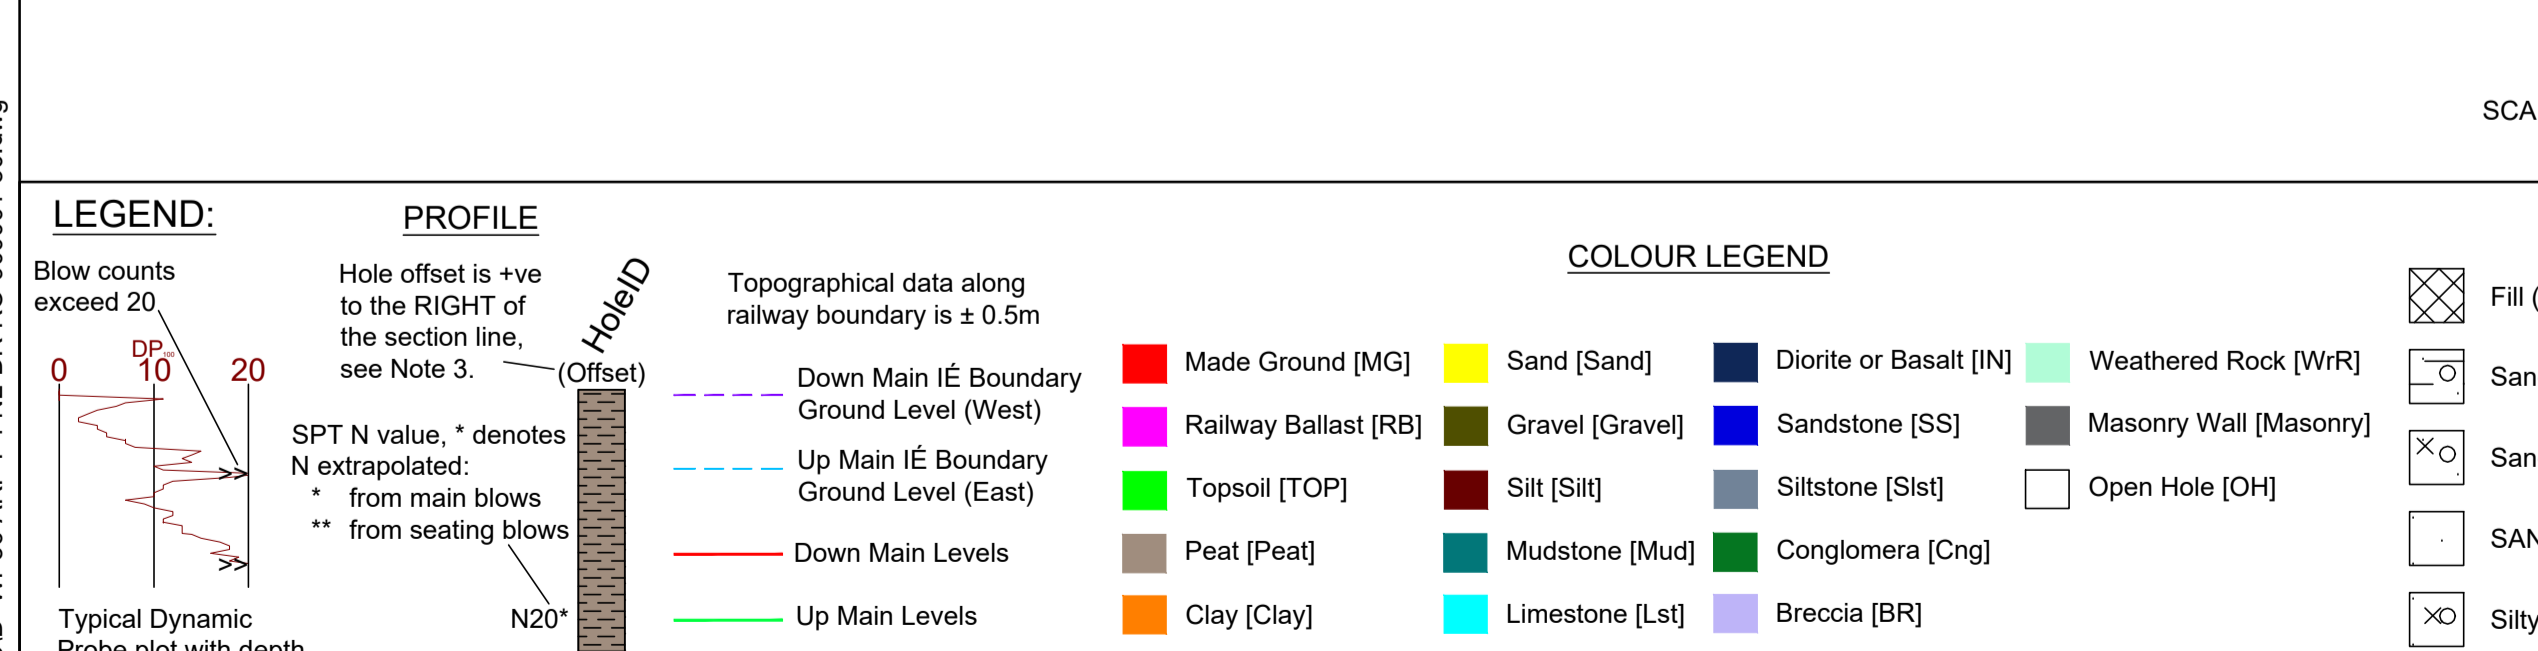 SCA
LEGEND:
PROFILE
Blow counts
exceed 20
DP100
0 10 20
>>
>>
Typical Dynamic
Probe plot with depth
Hole offset is +ve
to the RIGHT of
the section line,
see Note 3.
HoleID
(Offset)
SPT N value, * denotes
N extrapolated:
* from main blows
** from seating blows
N20*
Topographical data along
railway boundary is ± 0.5m
Down Main IÉ Boundary
Ground Level (West)
Up Main IÉ Boundary
Ground Level (East)
Down Main Levels
Up Main Levels
COLOUR LEGEND
Made Ground [MG]
Railway Ballast [RB]
Topsoil [TOP]
Peat [Peat]
Clay [Clay]
Sand [Sand]
Gravel [Gravel]
Silt [Silt]
Mudstone [Mud]
Limestone [Lst]
Diorite or Basalt [IN]
Sandstone [SS]
Siltstone [Slst]
Conglomera [Cng]
Breccia [BR]
Weathered Rock [WrR]
Masonry Wall [Masonry]
Open Hole [OH]
Fill (
San
San
SAN
Silty